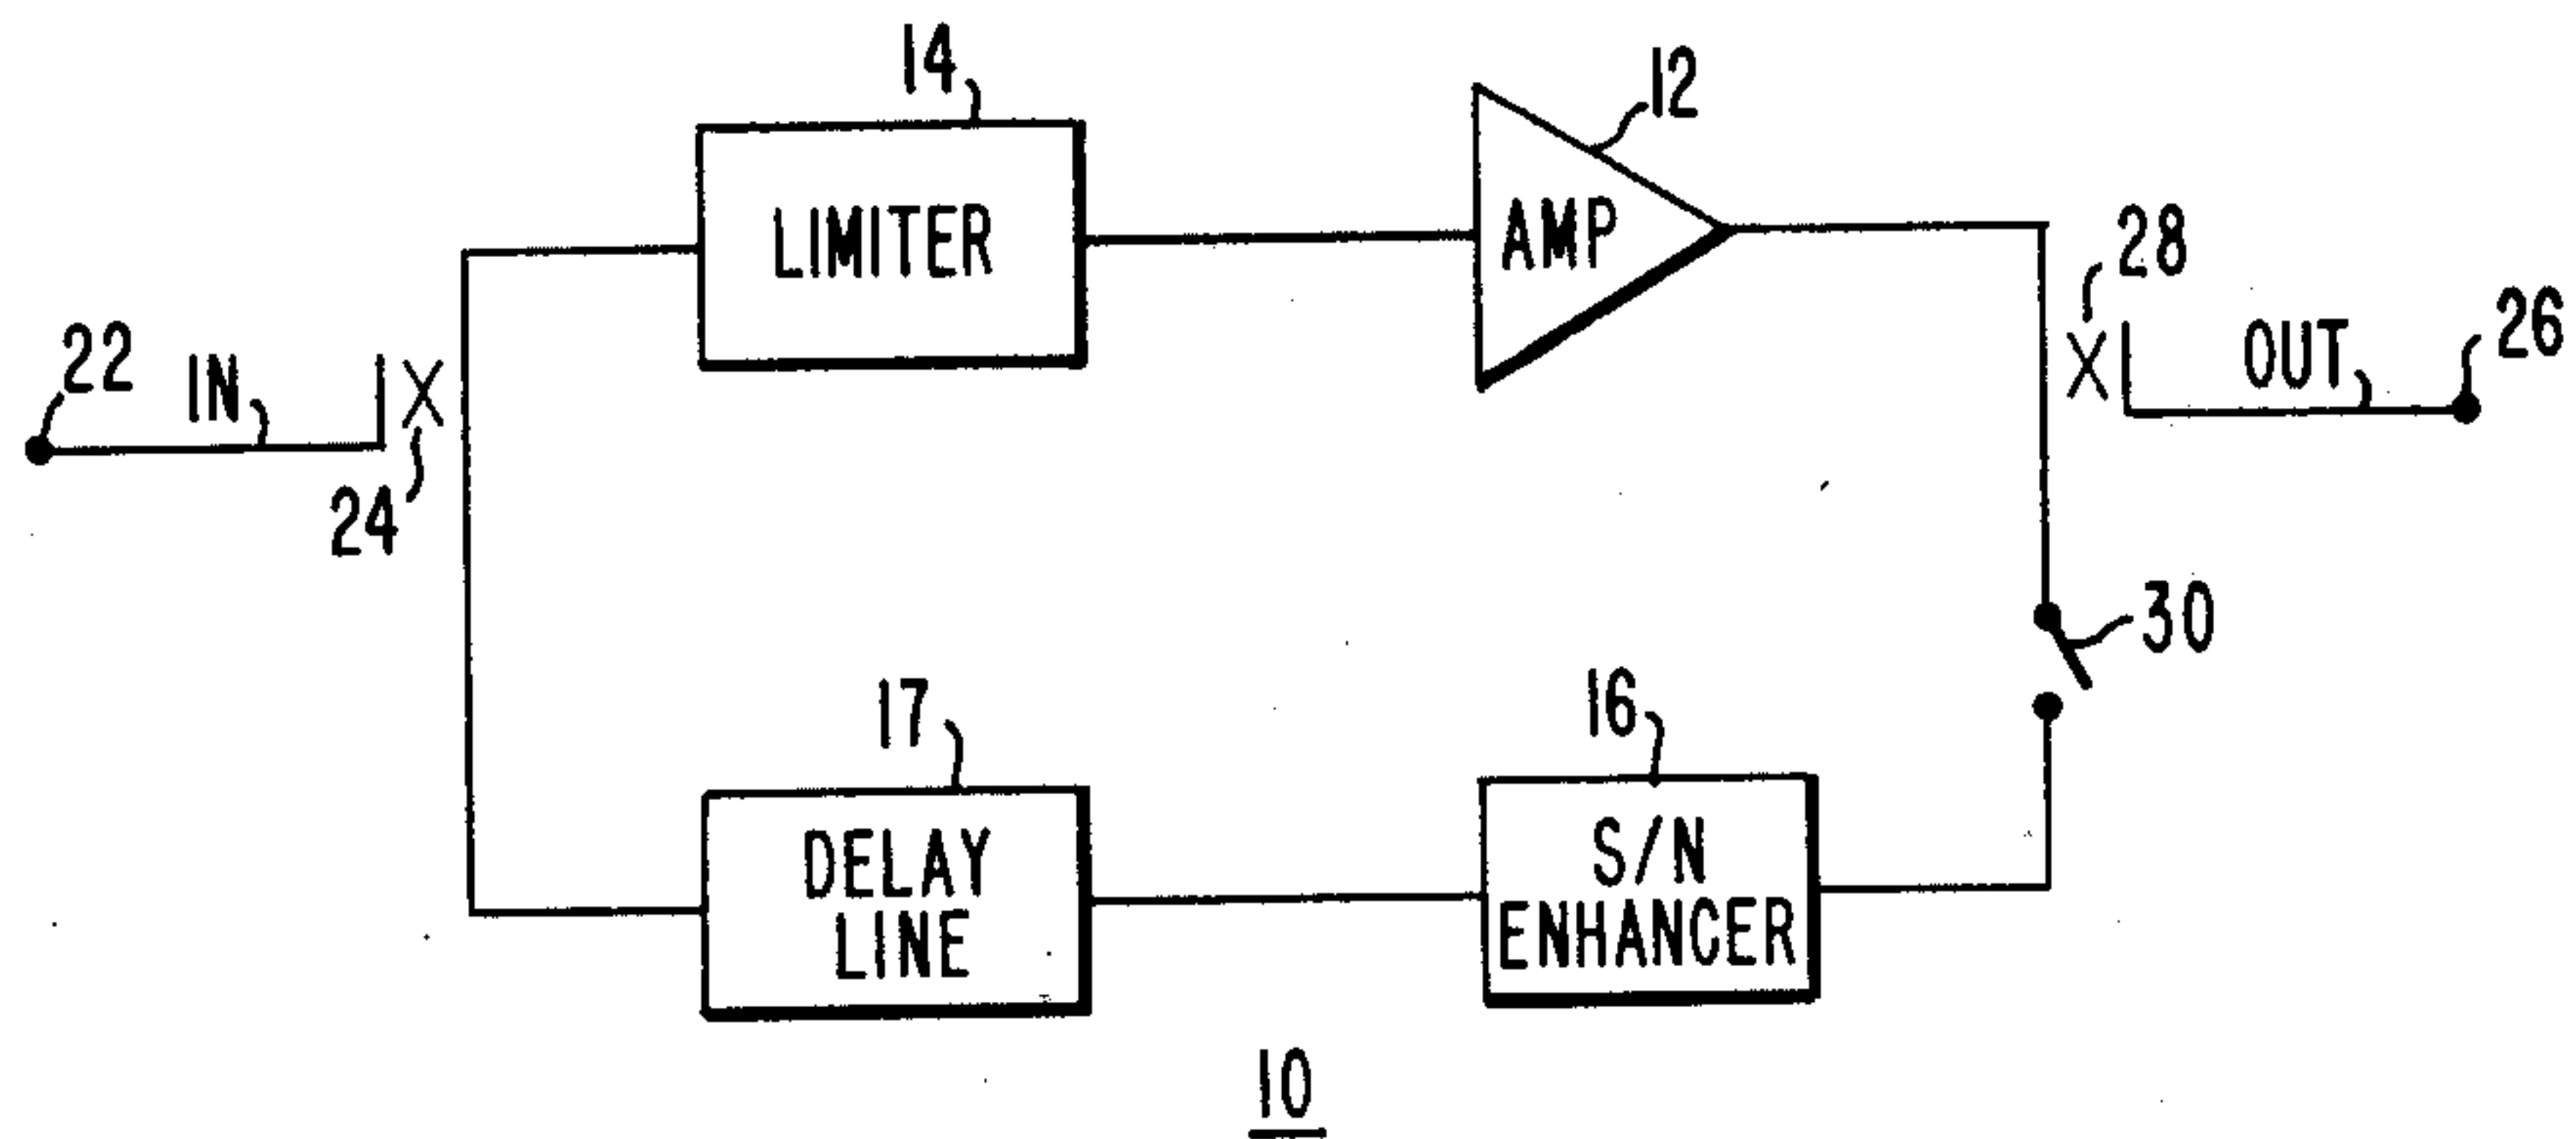 14
12
LIMITER
AMP
28
22
IN
OUT
26
24
30
17
16
DELAY
LINE
S/N
ENHANCER
10